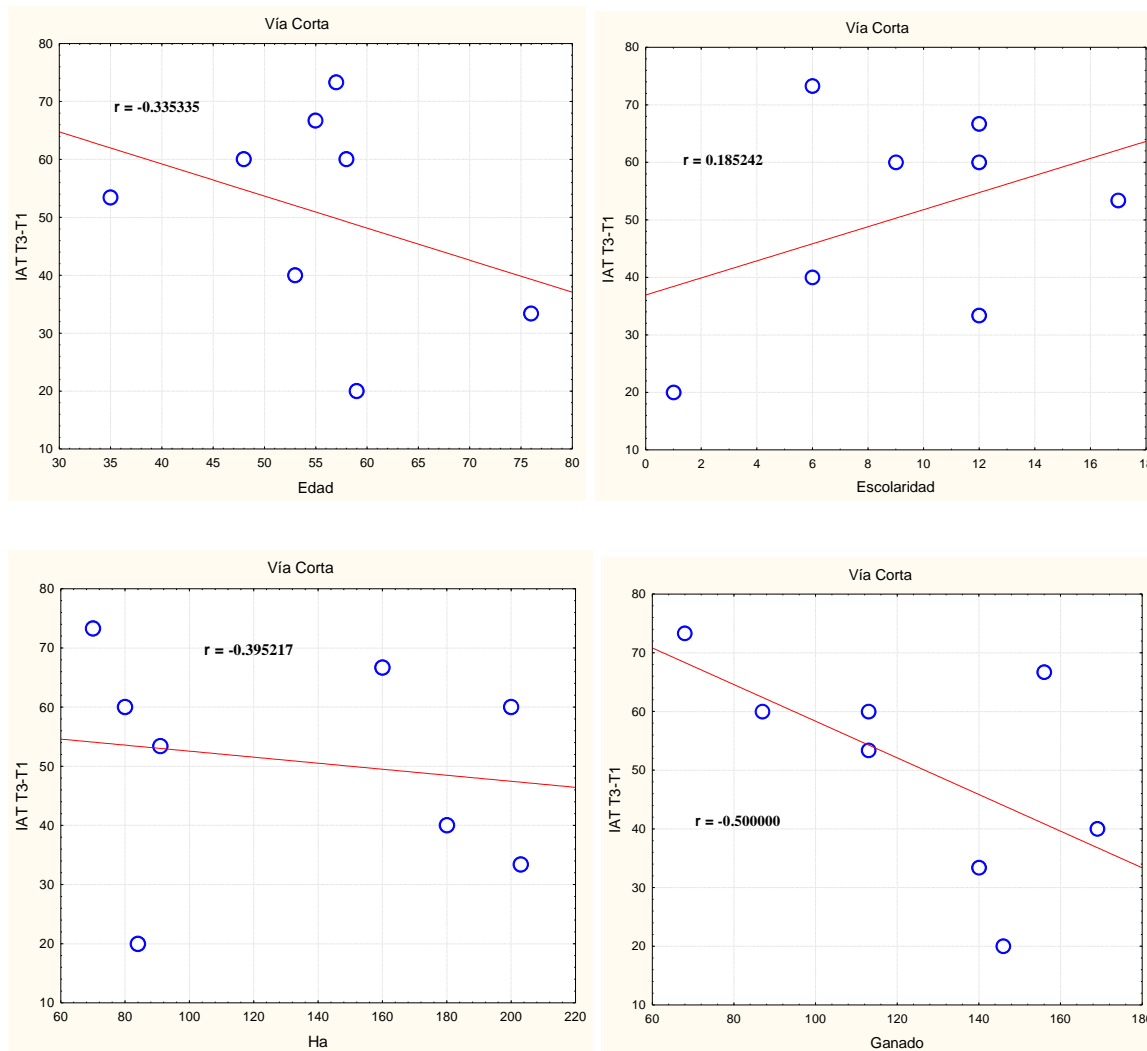 Vía Corta
80
70
60
50
40
30
20
10
IAT T3-T1
r = -0.335335
30 35 40 45 50 55 60 65 70 75 80
Edad
Vía Corta
80
70
60
50
40
30
20
10
IAT T3-T1
r = 0.185242
0 2 4 6 8 10 12 14 16 18
Escolaridad
Vía Corta
80
70
60
50
40
30
20
10
IAT T3-T1
r = -0.395217
60 80 100 120 140 160 180 200 220
Ha
Vía Corta
80
70
60
50
40
30
20
10
IAT T3-T1
r = -0.500000
60 80 100 120 140 160 180
Ganado